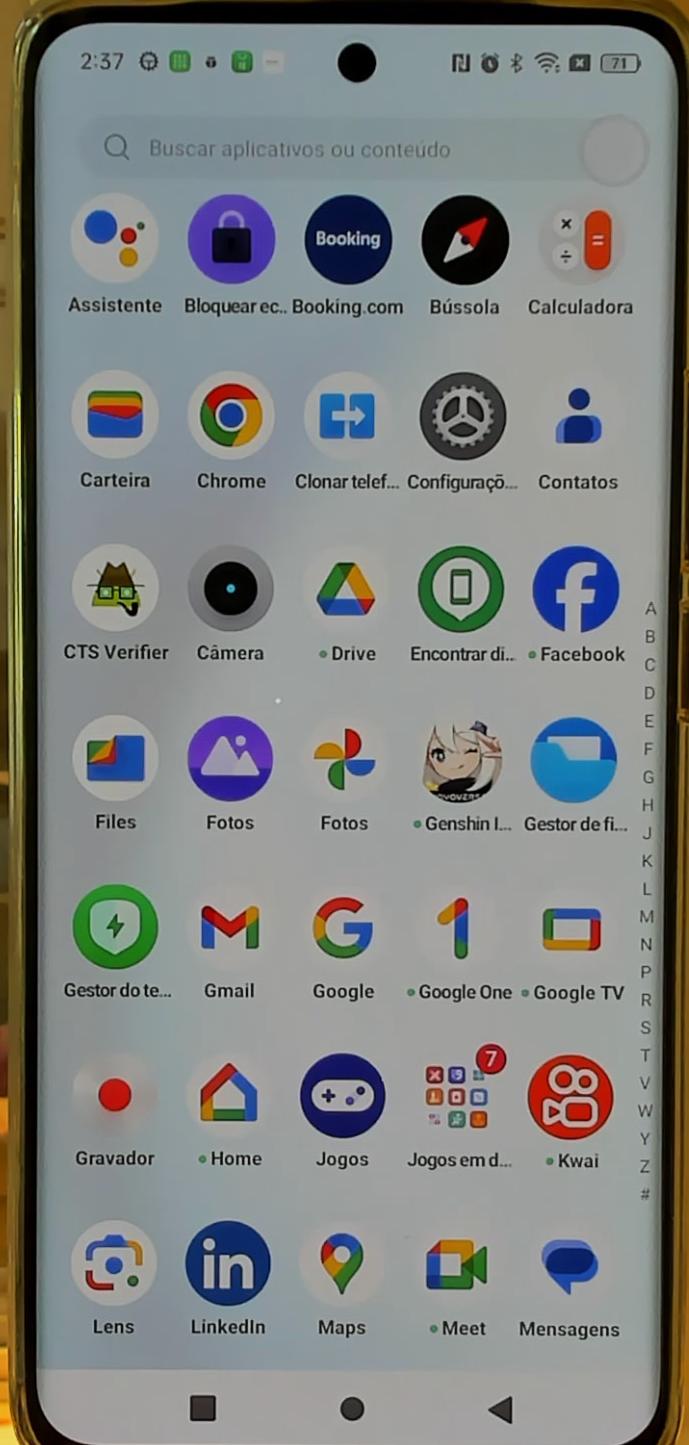 2:37
71
Buscar aplicativos ou conteúdo
Booking
Assistente
Bloquear ec..
Booking.com
Bússola
Calculadora
Carteira
Chrome
Clonar telef...
Configuraçõ...
Contatos
CTS Verifier
Câmera
Drive
Encontrar di...
Facebook
Files
Fotos
Fotos
Genshin I...
Gestor de fi...
Gestor do te...
Gmail
Google
Google One
Google TV
7
Gravador
Home
Jogos
Jogos em d...
Kwai
in
Lens
LinkedIn
Maps
Meet
Mensagens
A
B
C
D
E
F
G
H
J
K
L
M
N
P
R
S
T
V
W
Y
Z
#